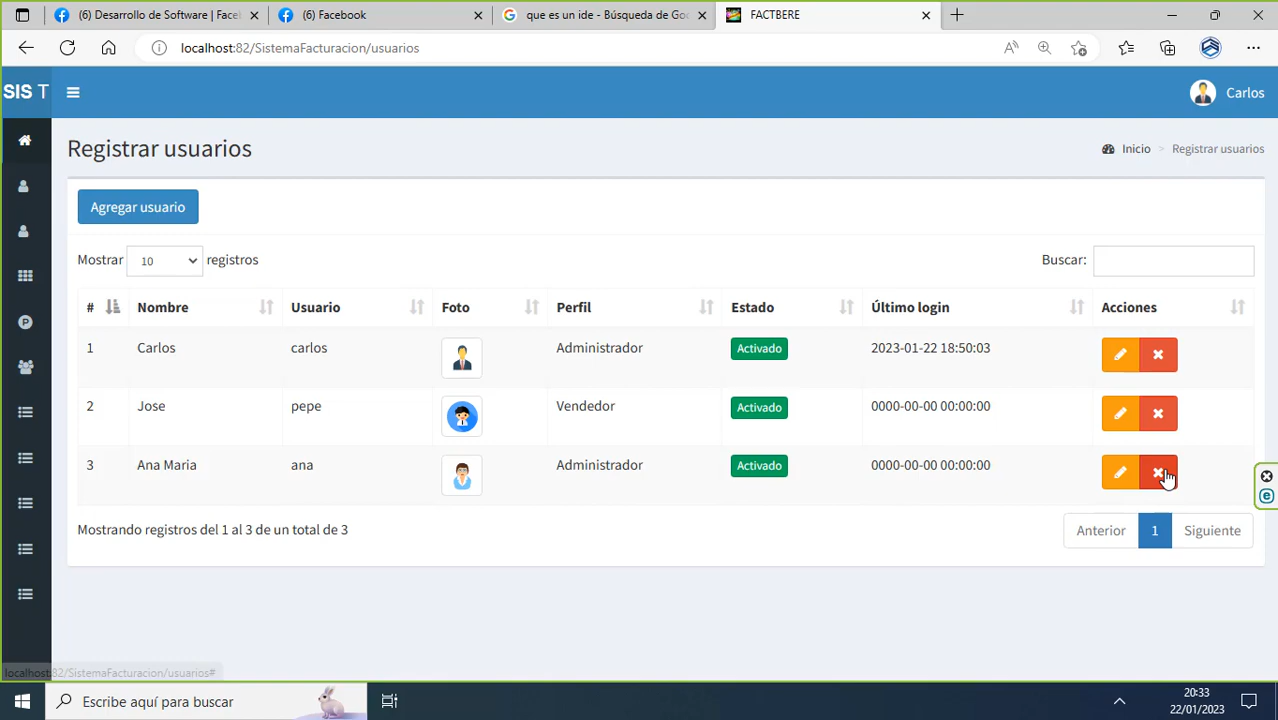 (6) Desarrollo de Software | Facel
(6) Facebook
que es un ide - Búsqueda de Goo
FACTBERE
localhost:82/SistemaFacturacion/usuarios
SIS T
Carlos
Registrar usuarios
Inicio > Registrar usuarios
Agregar usuario
Mostrar 10 registros
Buscar:
# Nombre Usuario Foto Perfil Estado Último login Acciones
1 Carlos carlos Administrador Activado 2023-01-22 18:50:03
2 Jose pepe Vendedor Activado 0000-00-00 00:00:00
3 Ana Maria ana Administrador Activado 0000-00-00 00:00:00
Mostrando registros del 1 al 3 de un total de 3
Anterior 1 Siguiente
localhost:82/SistemaFacturacion/usuarios#
Escribe aquí para buscar
20:33
22/01/2023